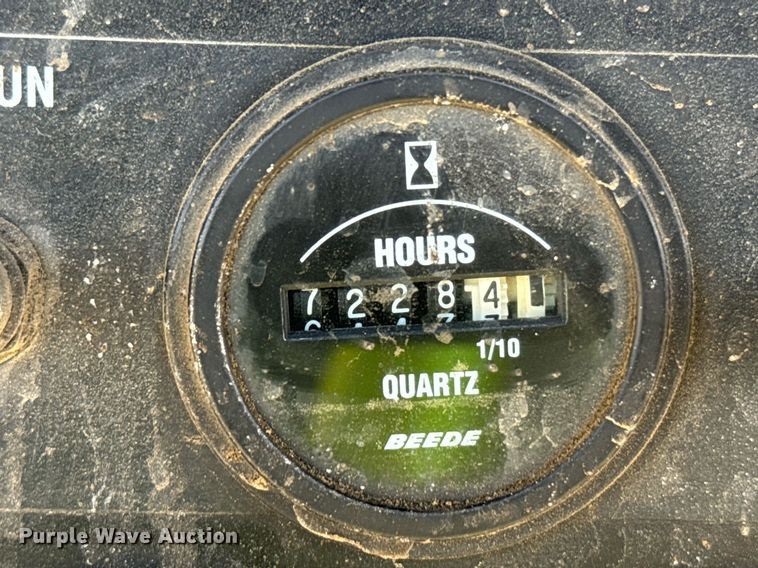 UN
HOURS
7 2 2 8 4
1/10
QUARTZ
BEEDE
Purple Wave Auction